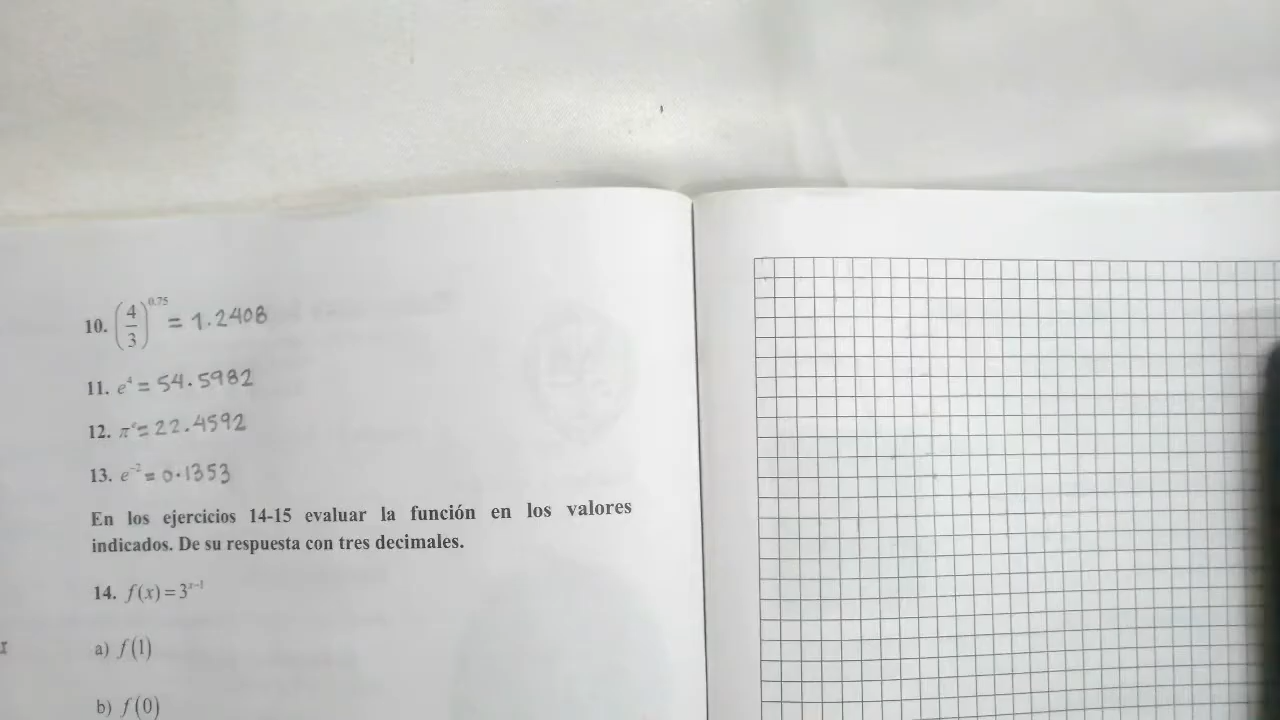 10. (4/3)^0.75 = 1.2408
11. e^4 = 54.5982
12. π^e = 22.4592
13. e^-2 = 0.1353
En los ejercicios 14-15 evaluar la función en los valores
indicados. De su respuesta con tres decimales.
14. f(x) = 3^x-1
a) f(1)
b) f(0)